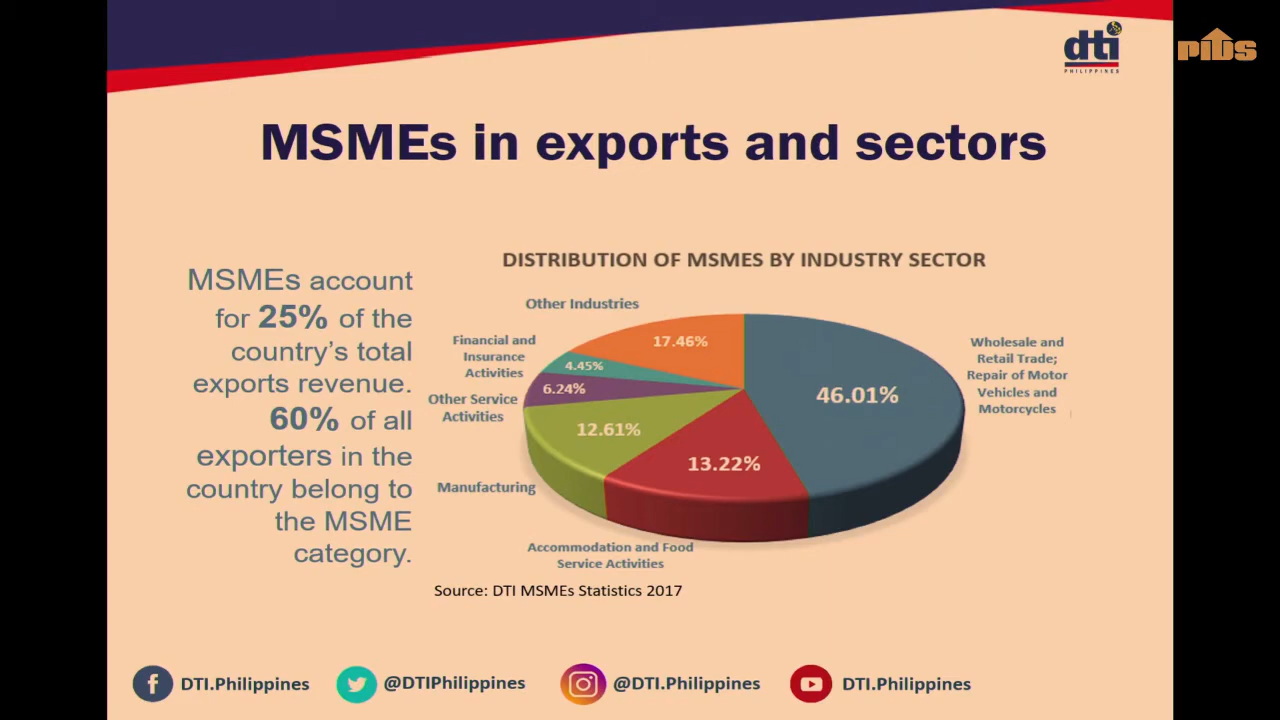 dti
PHILIPPINES
pids
MSMEs in exports and sectors
MSMEs account
for 25% of the
country's total
exports revenue.
60% of all
exporters in the
country belong to
the MSME
category.
DISTRIBUTION OF MSMES BY INDUSTRY SECTOR
Other Industries
17.46%
Financial and
Insurance
Activities
4.45%
Other Service
Activities
6.24%
12.61%
Manufacturing
13.22%
Accommodation and Food
Service Activities
46.01%
Wholesale and
Retail Trade;
Repair of Motor
Vehicles and
Motorcycles
Source: DTI MSMEs Statistics 2017
DTI.Philippines
@DTIPhilippines
@DTI.Philippines
DTI.Philippines